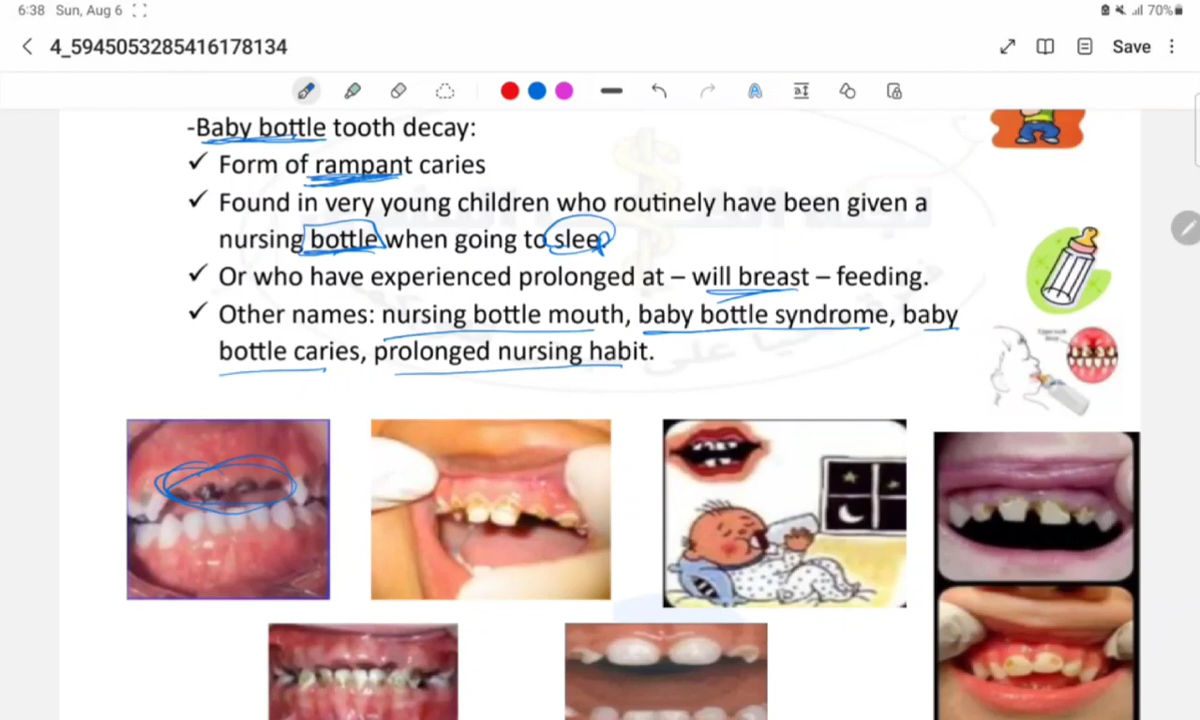 6:38 Sun, Aug 6
70%
4_5945053285416178134
Save
-Baby bottle tooth decay:
✓ Form of rampant caries
✓ Found in very young children who routinely have been given a
nursing bottle when going to sleep
✓ Or who have experienced prolonged at – will breast – feeding.
✓ Other names: nursing bottle mouth, baby bottle syndrome, baby
bottle caries, prolonged nursing habit.